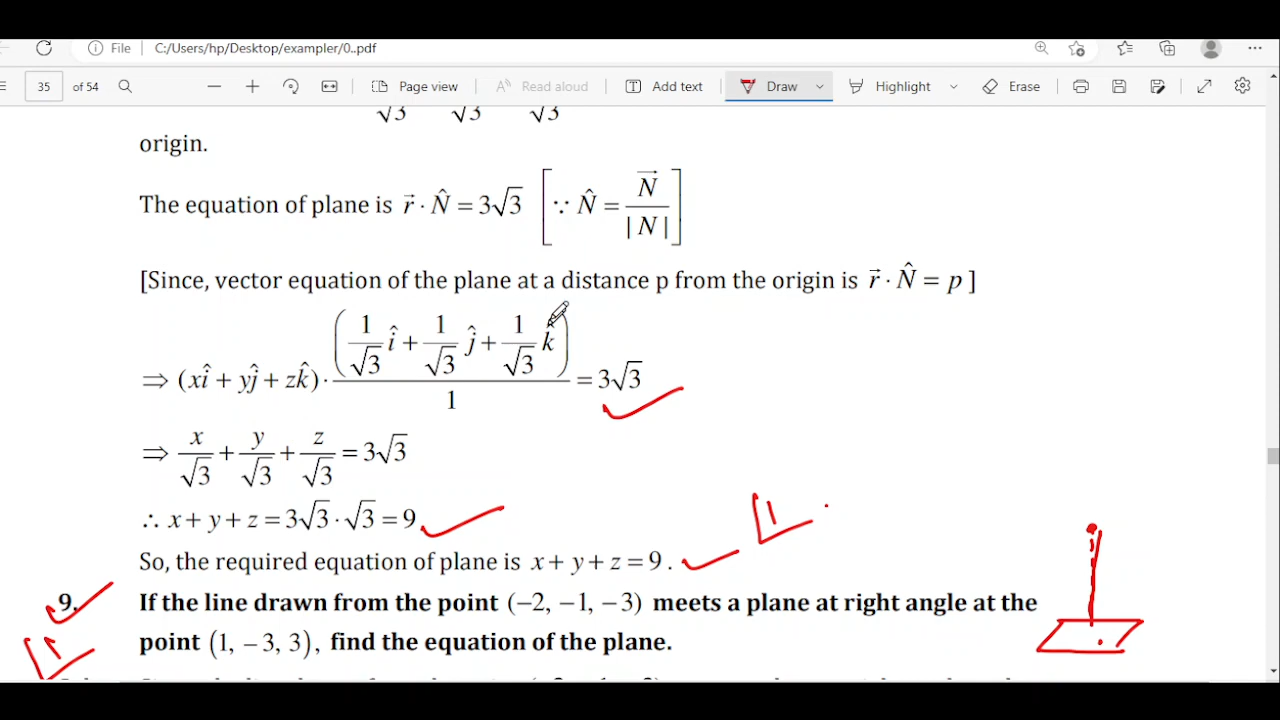 File C:/Users/hp/Desktop/exampler/0..pdf
35 of 54 Page view Read aloud Add text Draw Highlight Erase
√3 √3 √3
origin.
The equation of plane is r⃗ · N̂ = 3√3 [∵ N̂ = N⃗ / |N|]
[Since, vector equation of the plane at a distance p from the origin is r⃗ · N̂ = p ]
⇒ (xî + yĵ + zk̂) · (1/√3 î + 1/√3 ĵ + 1/√3 k̂) / 1 = 3√3
⇒ x/√3 + y/√3 + z/√3 = 3√3
∴ x + y + z = 3√3 · √3 = 9
So, the required equation of plane is x + y + z = 9 .
9. If the line drawn from the point (−2, −1, −3) meets a plane at right angle at the
point (1, −3, 3), find the equation of the plane.